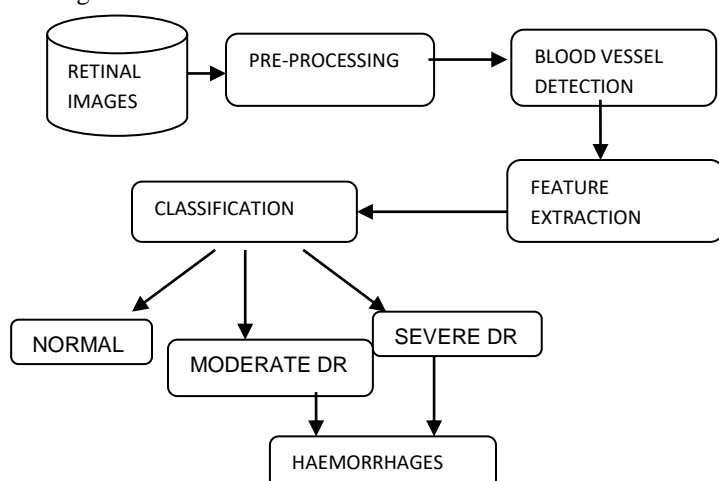 RETINAL
IMAGES
PRE-PROCESSING
BLOOD VESSEL
DETECTION
FEATURE
EXTRACTION
CLASSIFICATION
NORMAL
MODERATE DR
SEVERE DR
HAEMORRHAGES